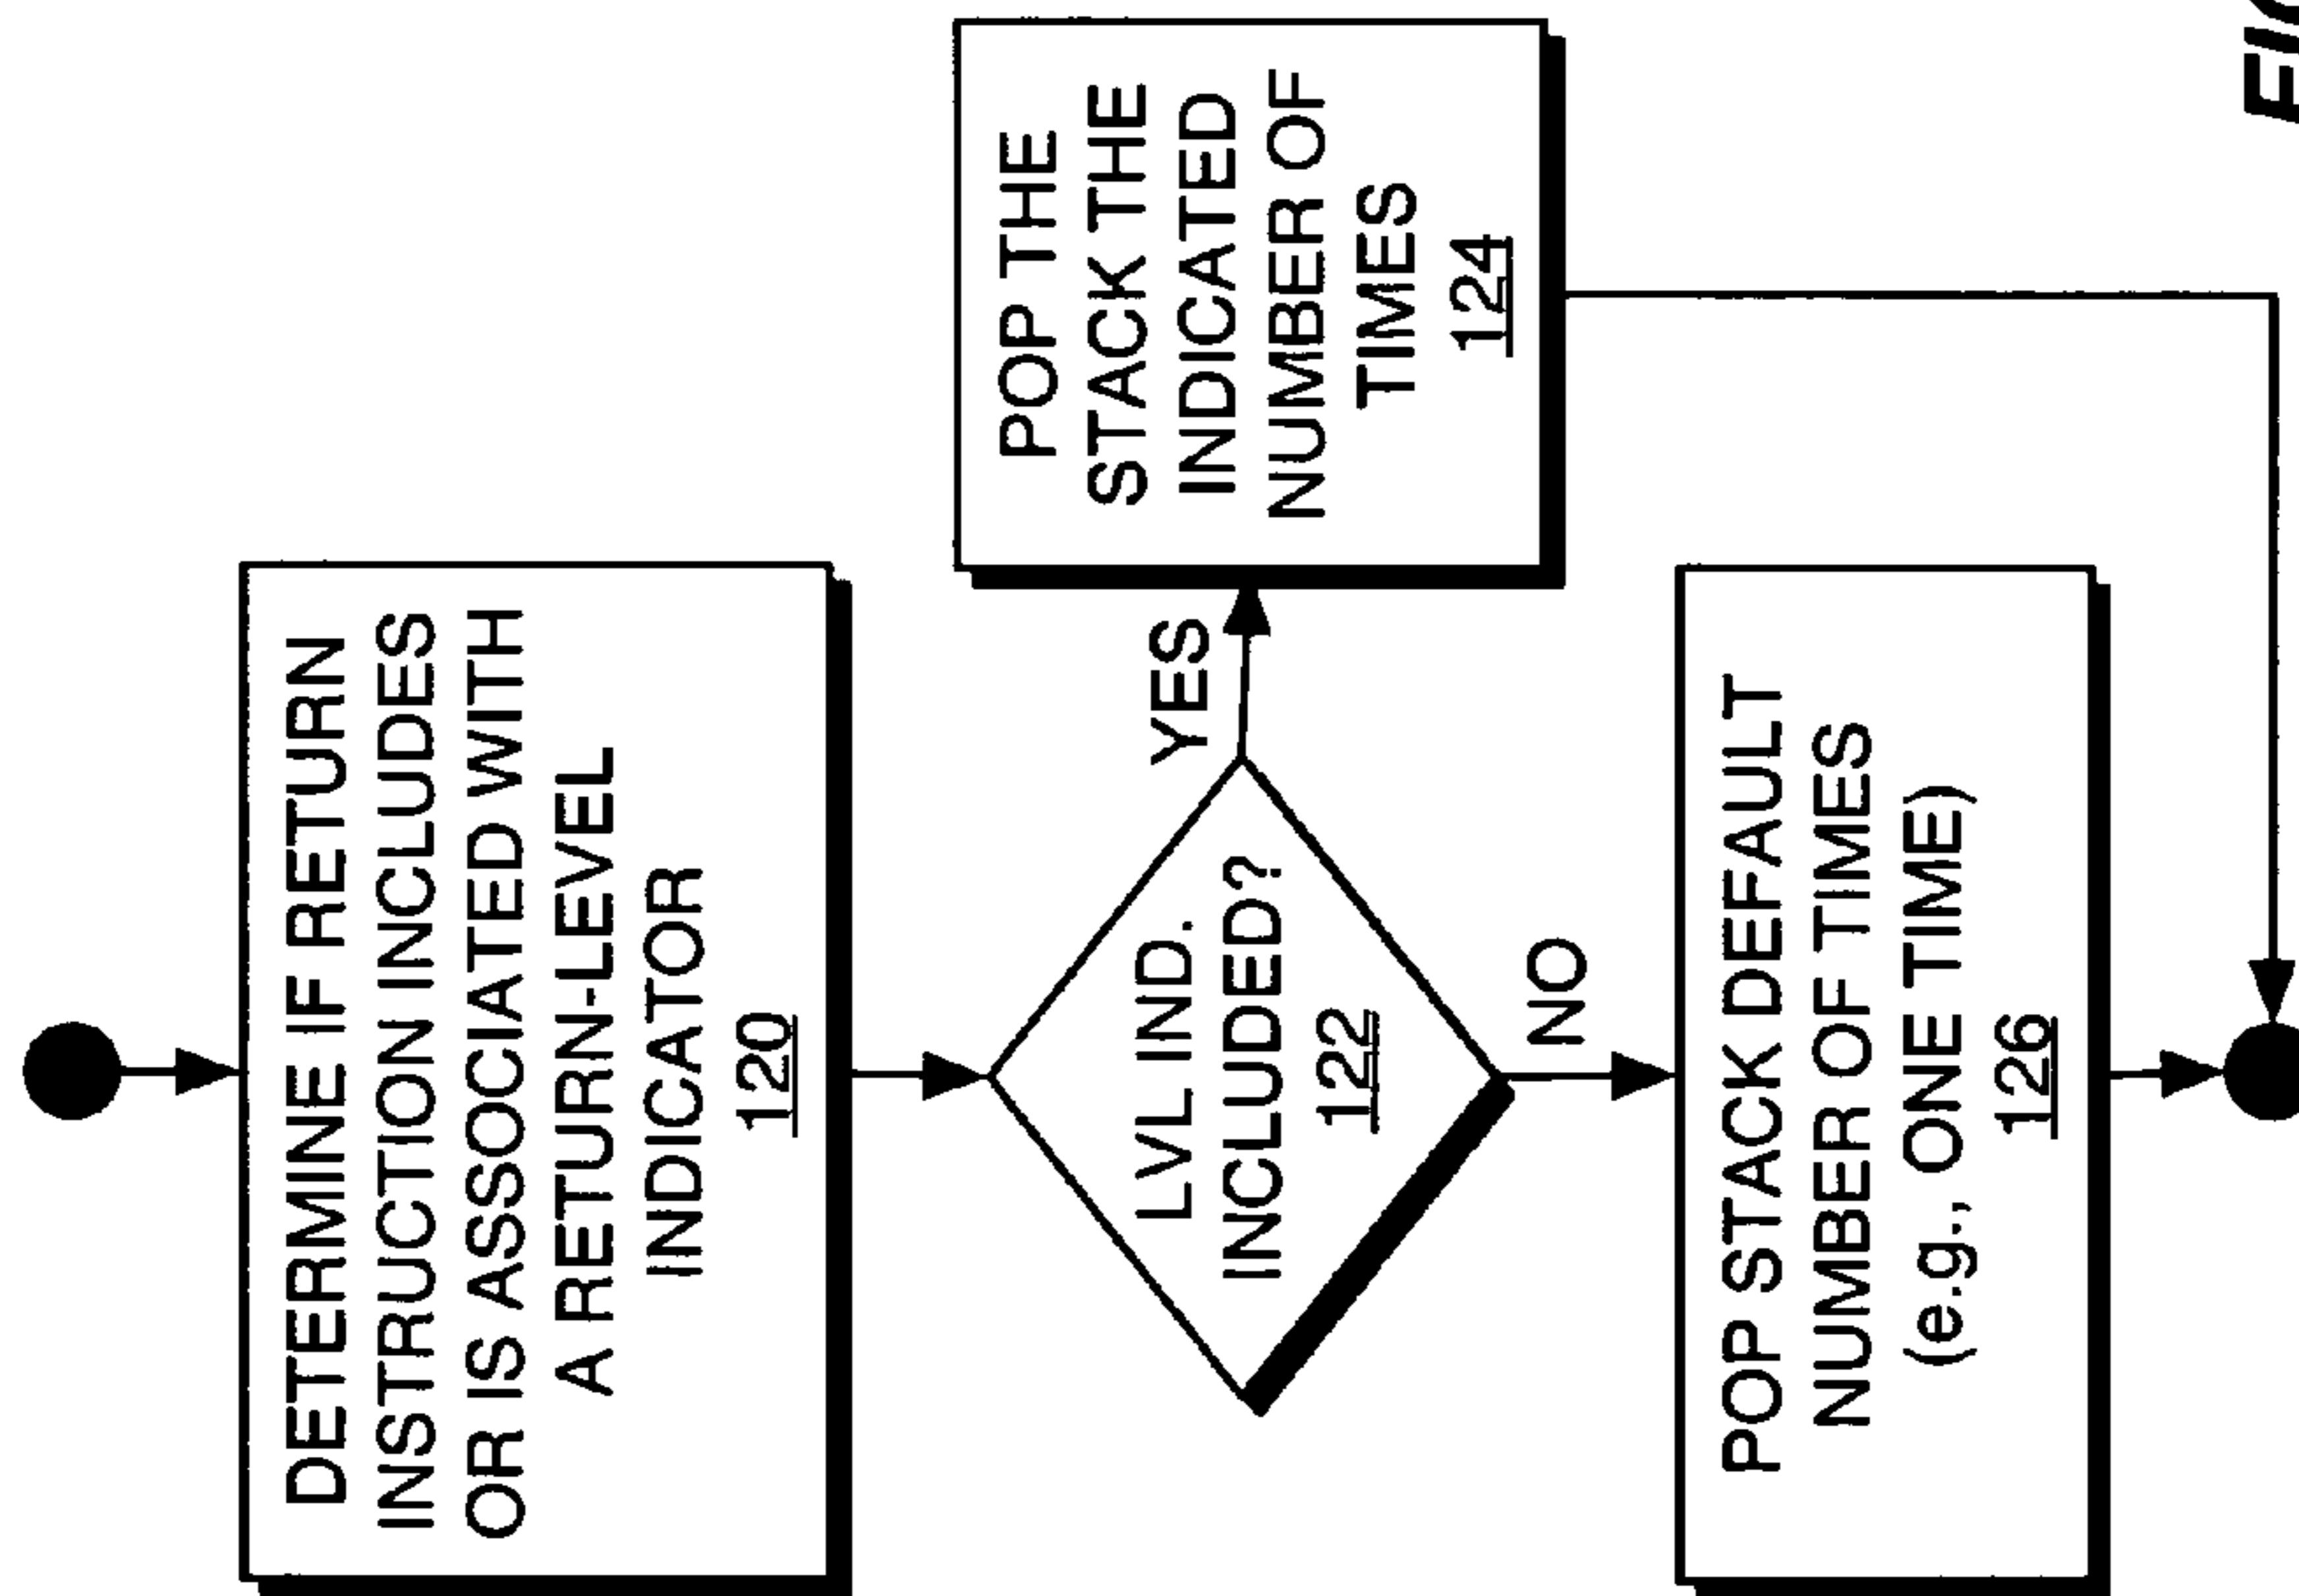 DETERMINE IF RETURN
INSTRUCTION INCLUDES
OR IS ASSOCIATED WITH
A RETURN-LEVEL
INDICATOR
120
LVL IND.
INCLUDED?
122
YES
NO
POP THE
STACK THE
INDICATED
NUMBER OF
TIMES
124
POP STACK DEFAULT
NUMBER OF TIMES
(e.g., ONE TIME)
126